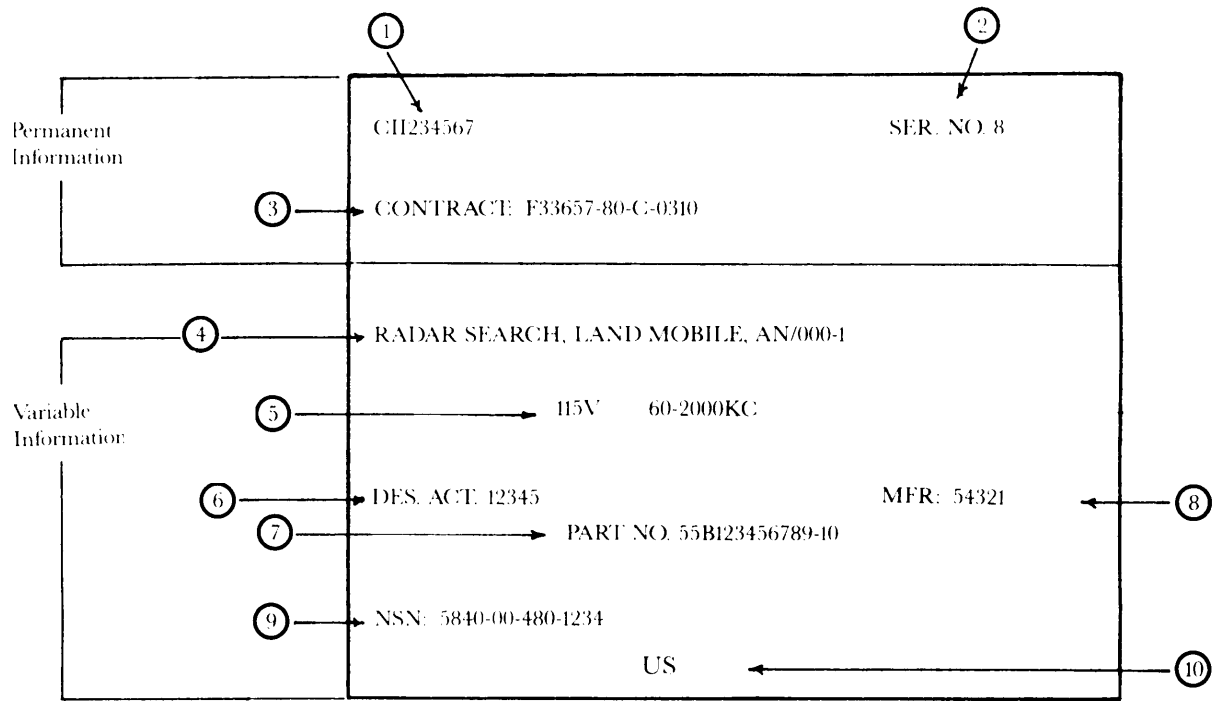 1
2
Permanent
Information
CH234567
SER. NO. 8
3
CONTRACT: F33657-80-C-0310
4
RADAR SEARCH, LAND MOBILE, AN/000-1
Variable
Information
5
115V 60-2000KC
6
DES. ACT. 12345
MFR: 54321
8
7
PART NO. 55B123456789-10
9
NSN: 5840-00-480-1234
US
10